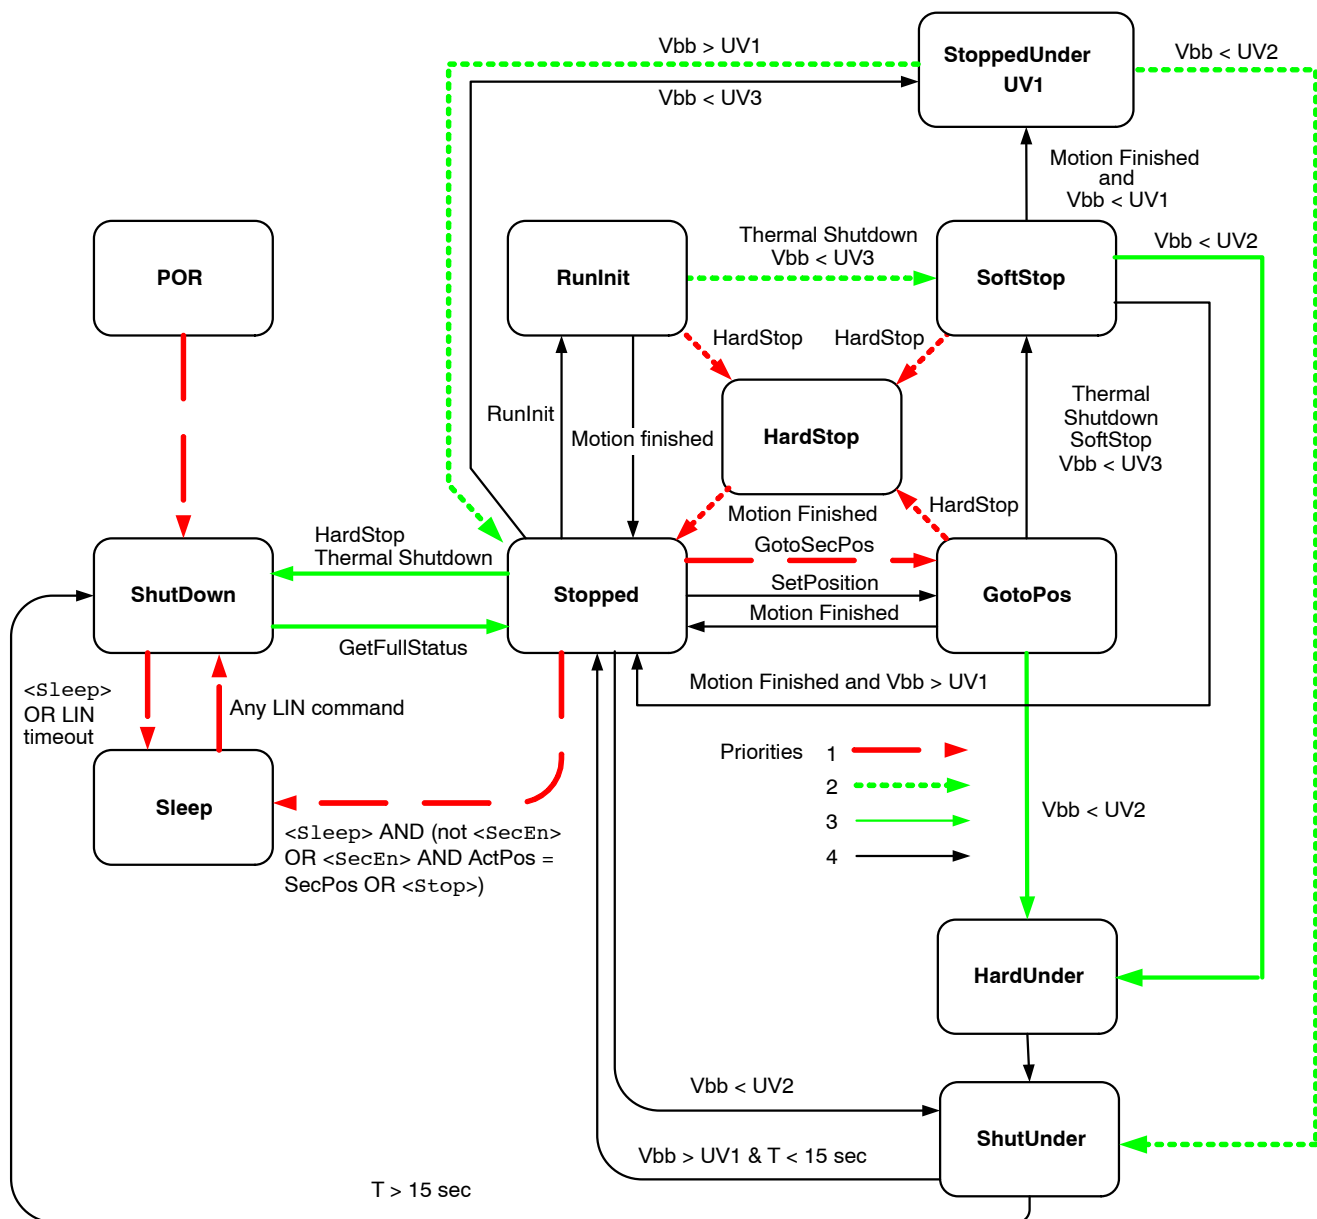 Vbb > UV1
Vbb < UV3
StoppedUnder
UV1
Vbb < UV2
Motion Finished
and
Vbb < UV1
POR
RunInit
Thermal Shutdown
Vbb < UV3
SoftStop
Vbb < UV2
HardStop
HardStop
RunInit
Motion finished
HardStop
Thermal
Shutdown
SoftStop
Vbb < UV3
Motion Finished
HardStop
HardStop
Thermal Shutdown
GotoSecPos
ShutDown
Stopped
SetPosition
GotoPos
Motion Finished
GetFullStatus
<Sleep>
OR LIN
timeout
Any LIN command
Motion Finished and Vbb > UV1
Sleep
Priorities
1
2
3
4
Vbb < UV2
<Sleep> AND (not <SecEn>
OR <SecEn> AND ActPos =
SecPos OR <Stop>)
HardUnder
Vbb < UV2
ShutUnder
Vbb > UV1 & T < 15 sec
T > 15 sec